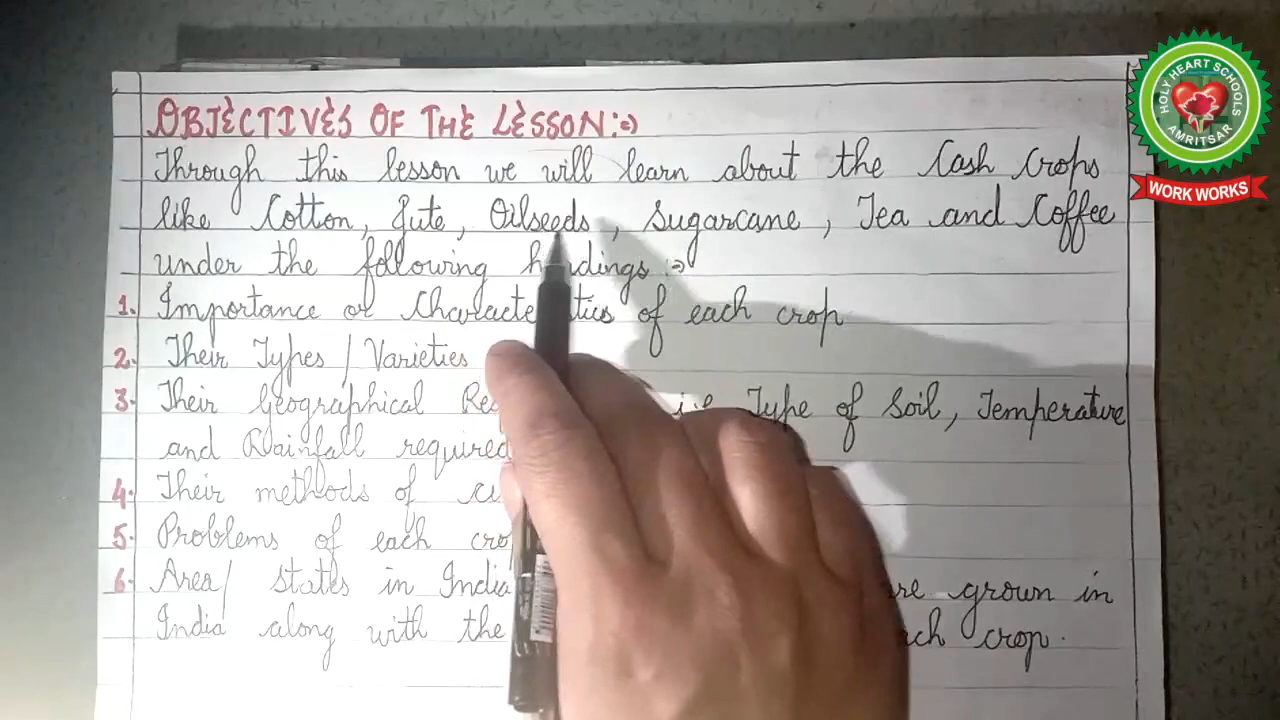 OBJECTIVES OF THE LESSON:⇒
Through this lesson we will learn about the Cash Crops
like Cotton, Jute, Oilseeds, Sugarcane, Tea and Coffee
under the following :⇒
1. Importance or of each crop
2. Their Types / Varieties
3. Their Geographical i.e Type of Soil, Temperature
and Rainfall required
4. Their methods of
5. Problems of each
6. Area/ states in India grown in
India along with the crop.
HOLY HEART SCHOOLS
AMRITSAR
WORK WORKS